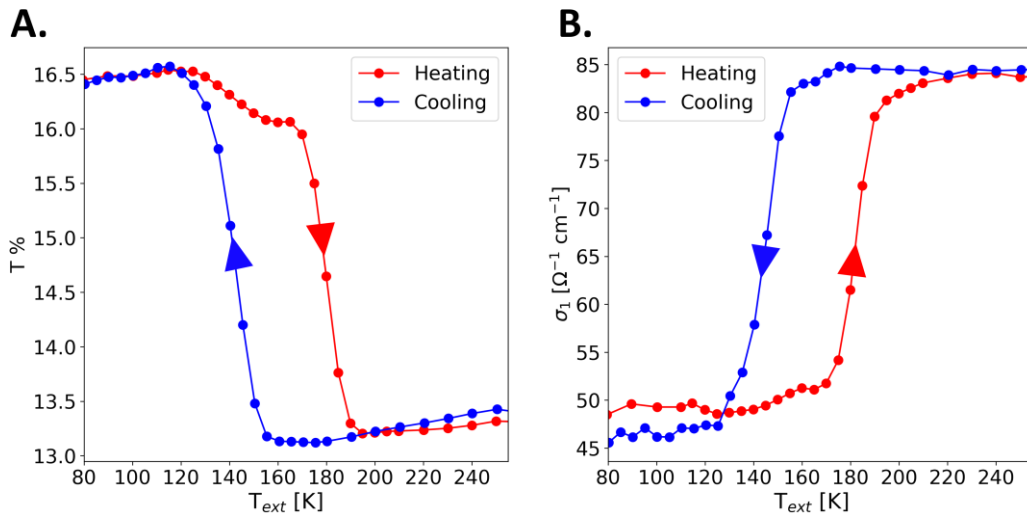 A.
B.
Heating
Cooling
T %
16.5
16.0
15.5
15.0
14.5
14.0
13.5
13.0
80 100 120 140 160 180 200 220 240
T_ext [K]
Heating
Cooling
σ₁ [Ω⁻¹ cm⁻¹]
85
80
75
70
65
60
55
50
45
80 100 120 140 160 180 200 220 240
T_ext [K]